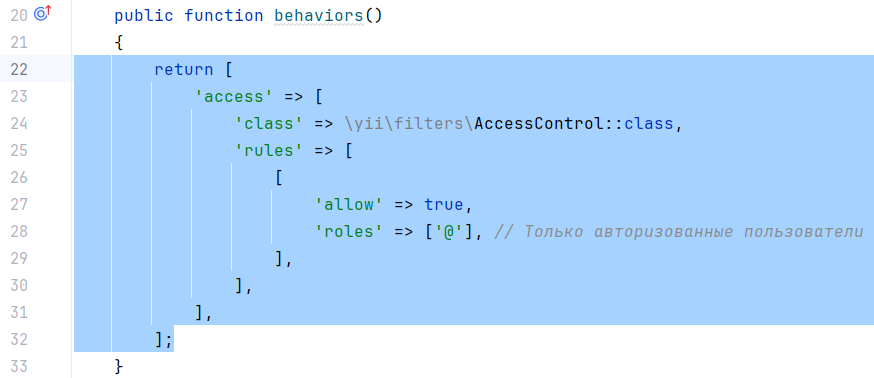 20 public function behaviors()
21 {
22 return [
23 'access' => [
24 'class' => \yii\filters\AccessControl::class,
25 'rules' => [
26 [
27 'allow' => true,
28 'roles' => ['@'], // Только авторизованные пользователи
29 ],
30 ],
31 ],
32 ];
33 }